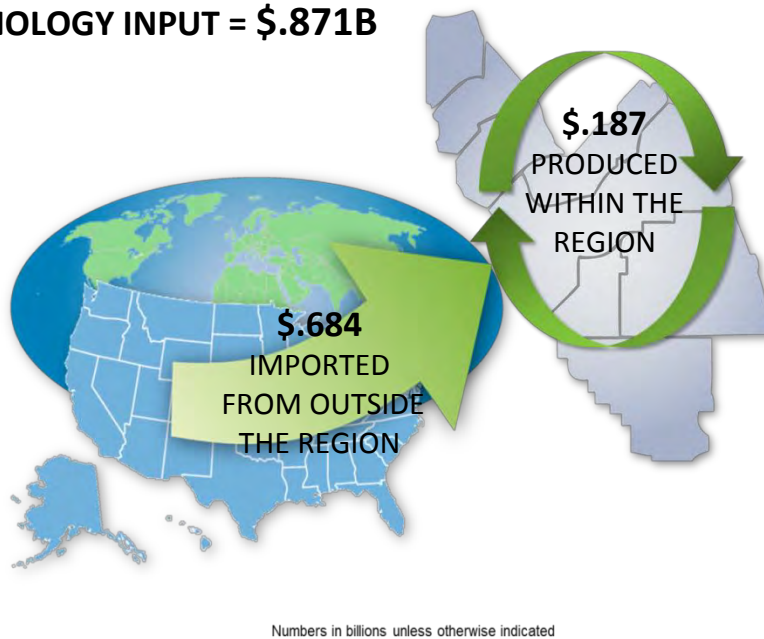 NOLOGY INPUT = $.871B
$.187
PRODUCED
WITHIN THE
REGION
$.684
IMPORTED
FROM OUTSIDE
THE REGION
Numbers in billions unless otherwise indicated